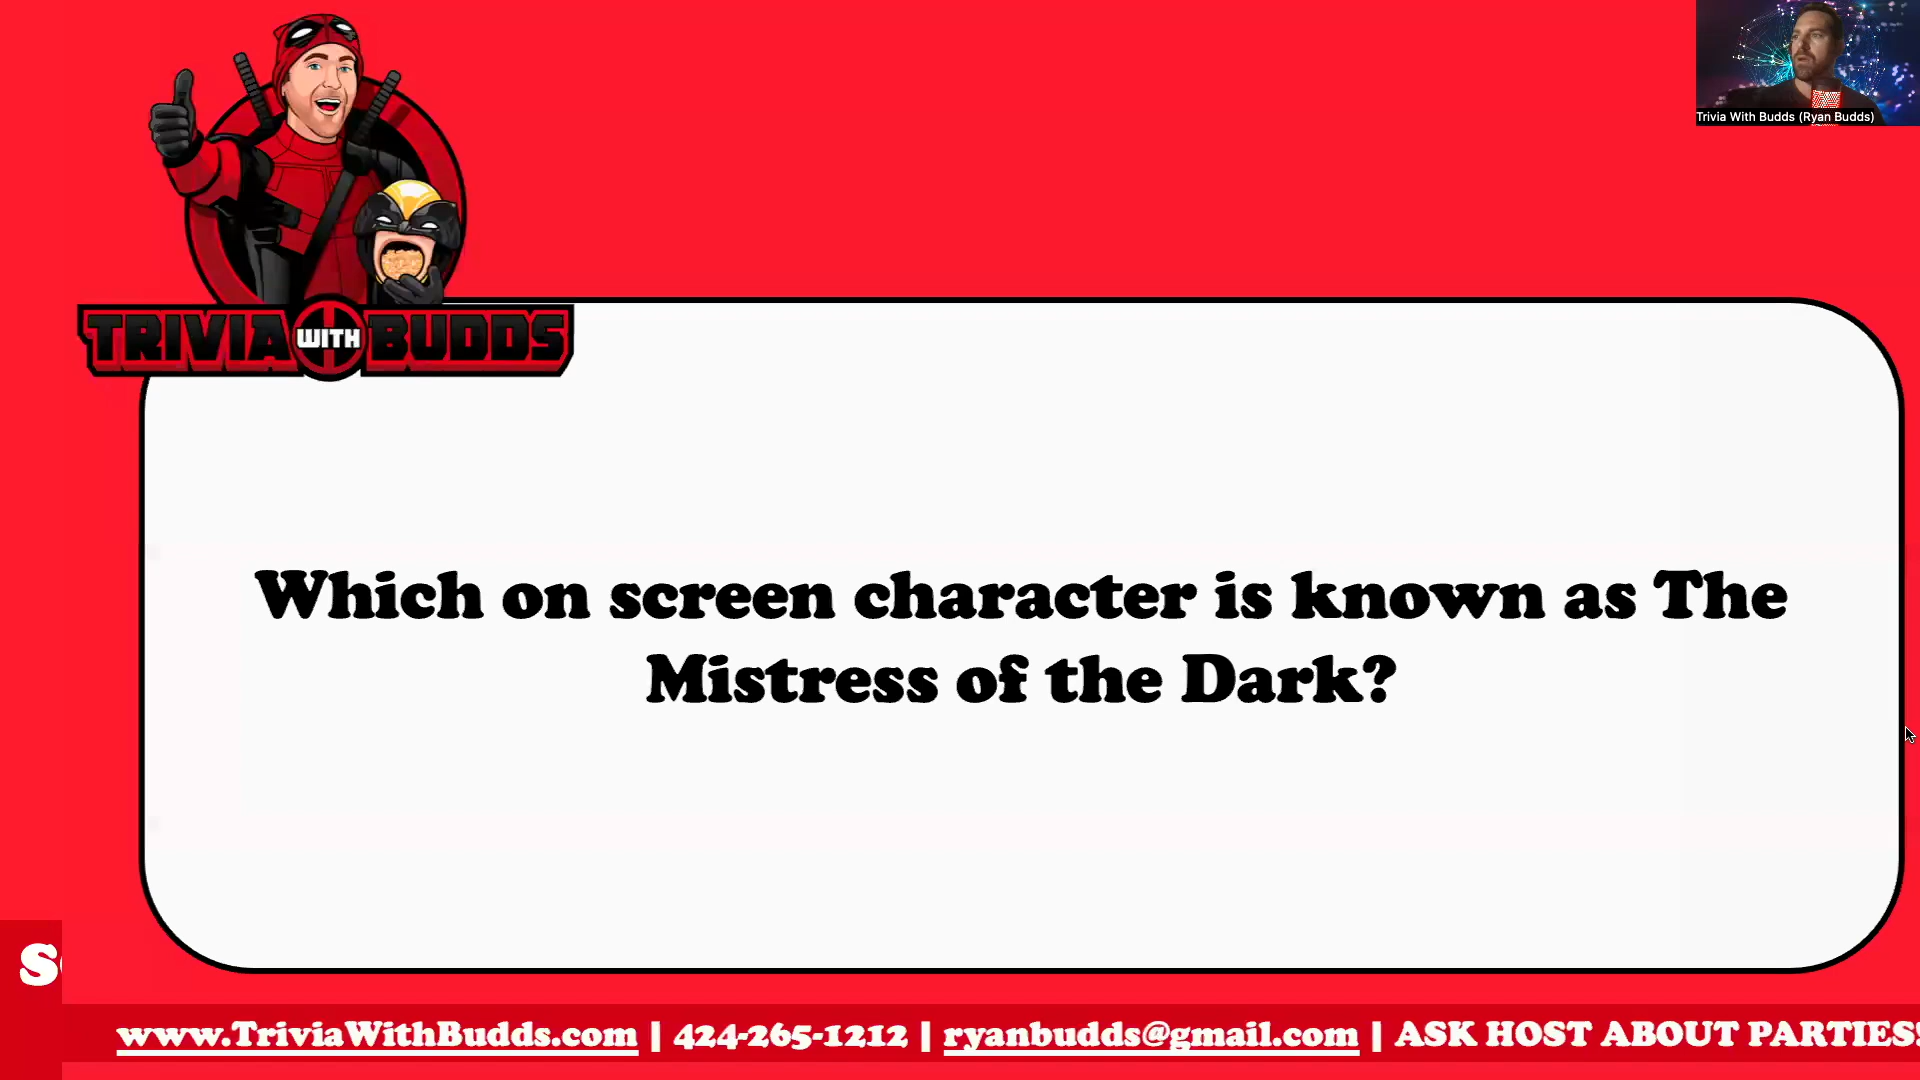 Trivia With Budds (Ryan Budds)
TRIVIA WITH BUDDS
Which on screen character is known as The
Mistress of the Dark?
www.TriviaWithBudds.com | 424-265-1212 | ryanbudds@gmail.com | ASK HOST ABOUT PARTIES!